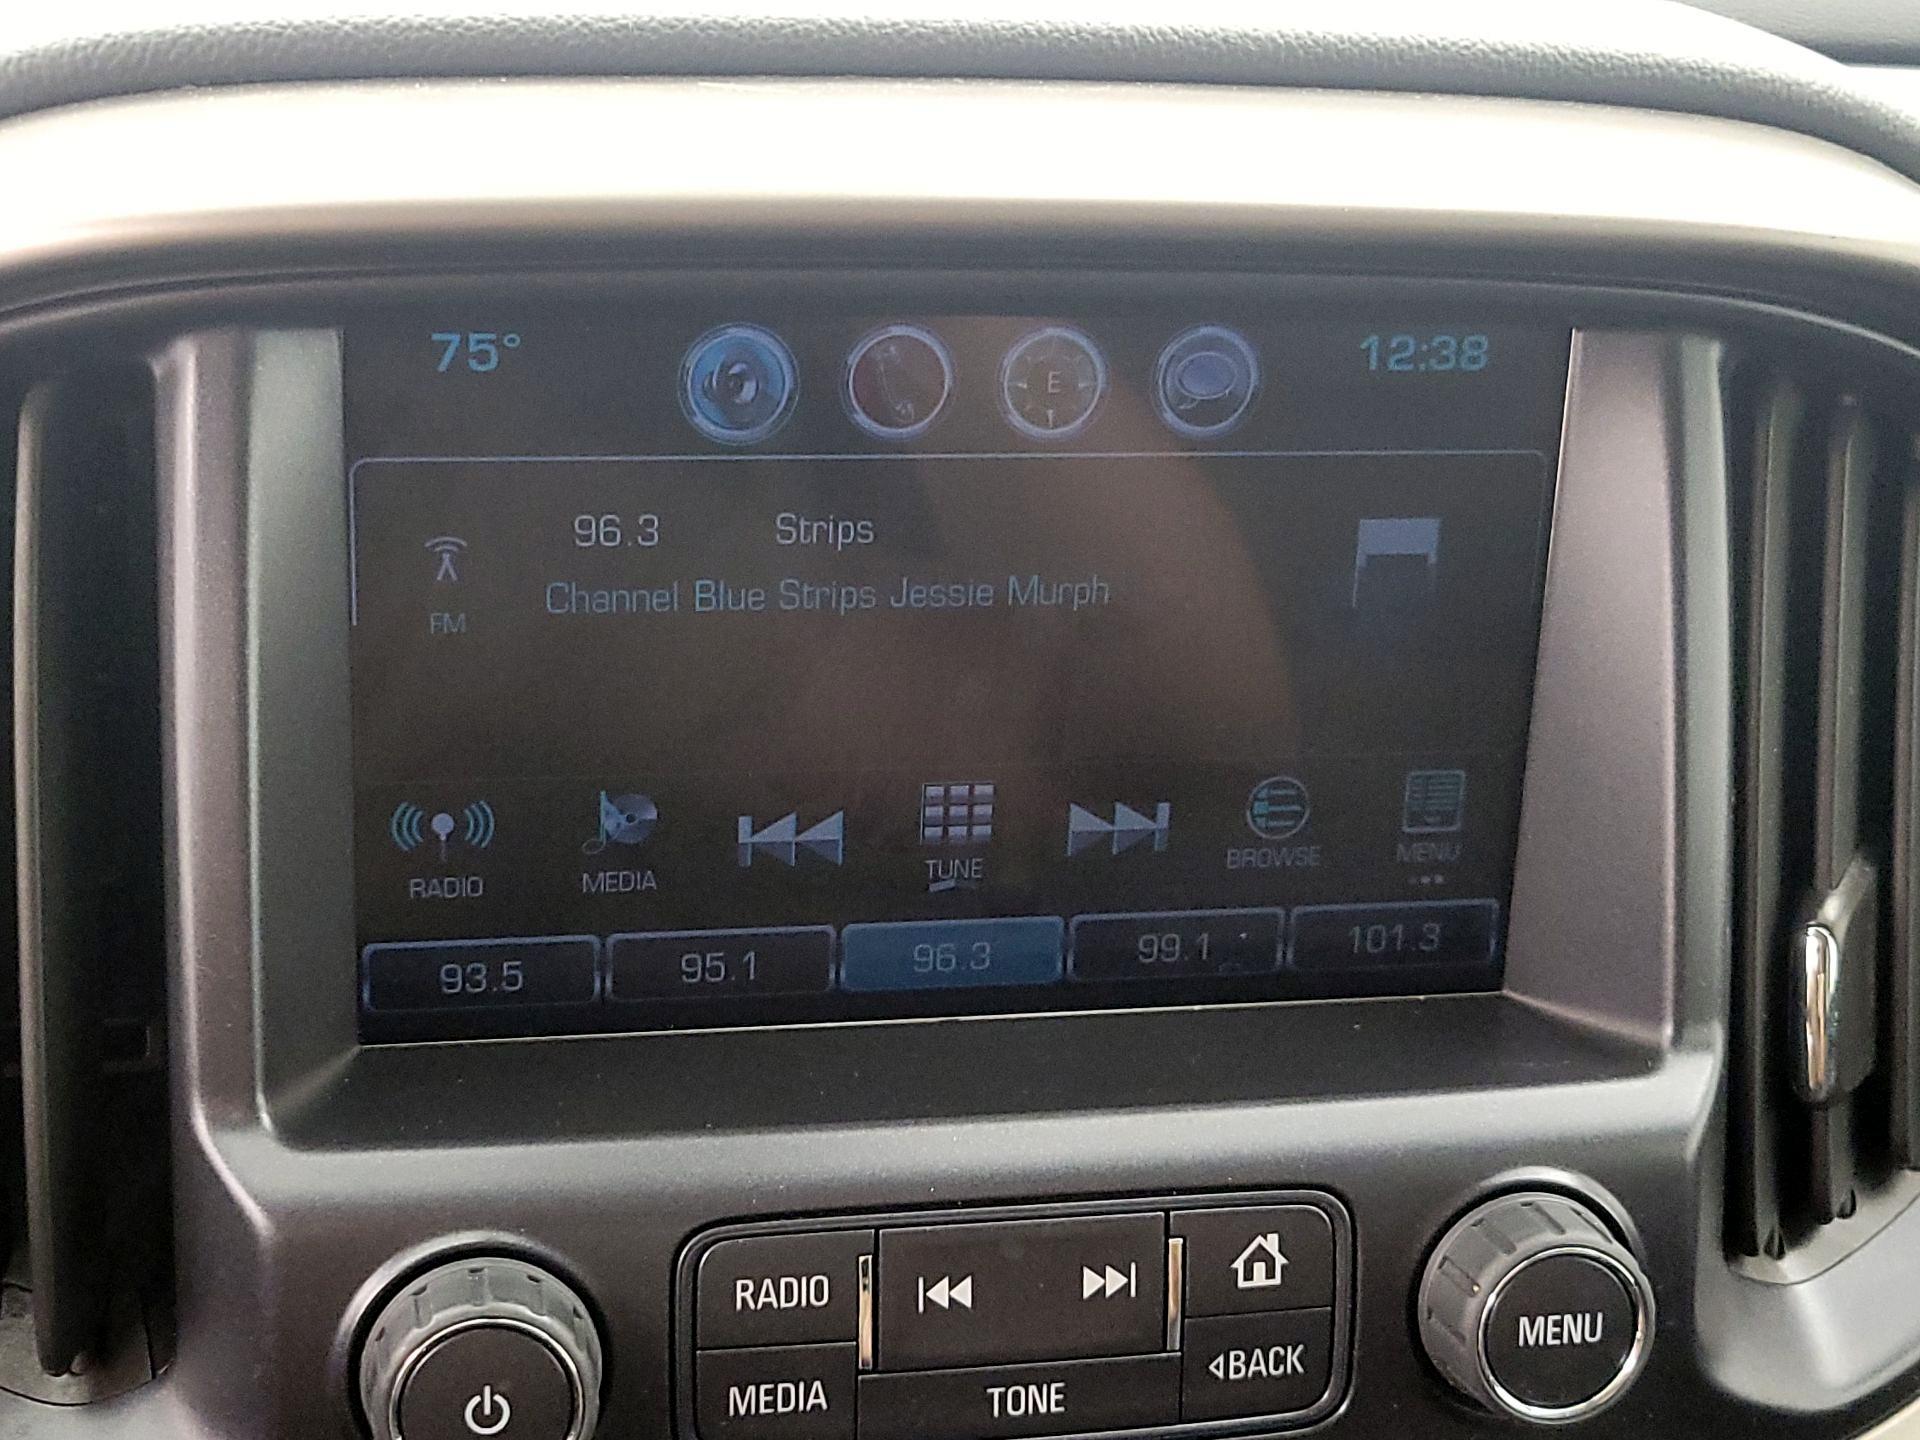 75° E 12:38
96.3 Strips
FM Channel Blue Strips Jessie Murph
RADIO MEDIA TUNE BROWSE MENU
93.5 95.1 96.3 99.1 101.3
RADIO
MEDIA TONE ◁BACK
MENU